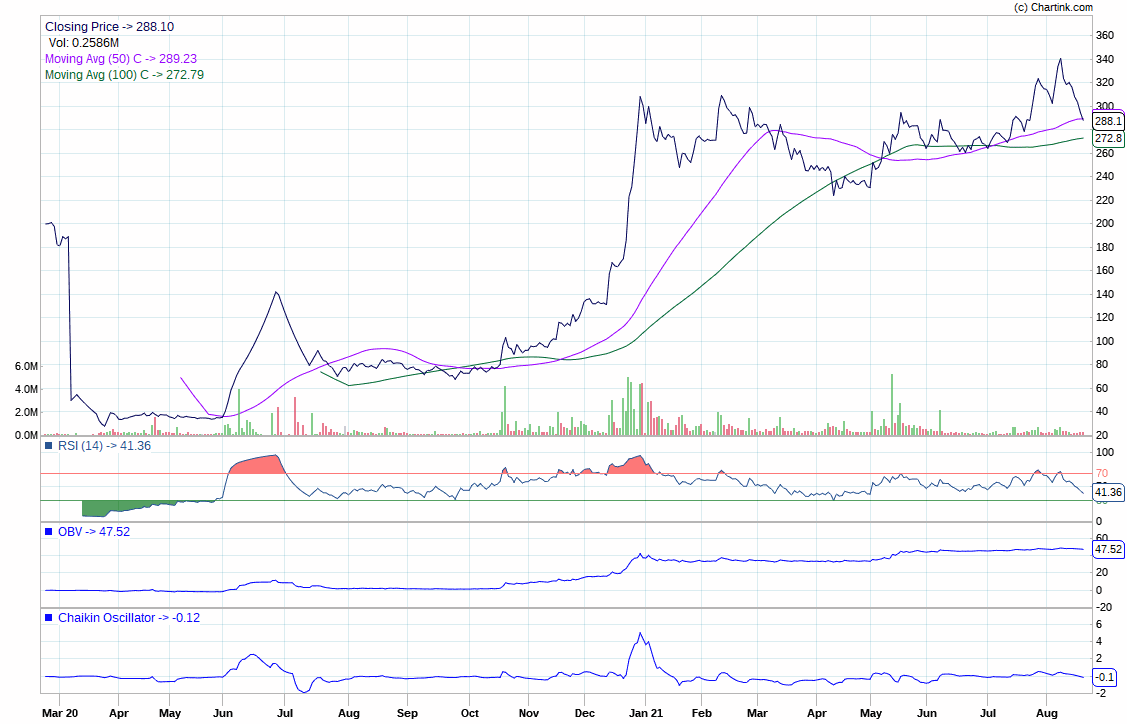 (c) Chartink.com
Closing Price -> 288.10
Vol: 0.2586M
Moving Avg (50) C -> 289.23
Moving Avg (100) C -> 272.79
360
340
320
300
288.1
272.8
260
240
220
200
180
160
140
120
100
80
60
40
20
6.0M
4.0M
2.0M
0.0M
RSI (14) -> 41.36
100
70
41.36
0
OBV -> 47.52
60
47.52
20
0
-20
Chaikin Oscillator -> -0.12
6
4
2
-0.1
-2
Mar 20 Apr May Jun Jul Aug Sep Oct Nov Dec Jan 21 Feb Mar Apr May Jun Jul Aug